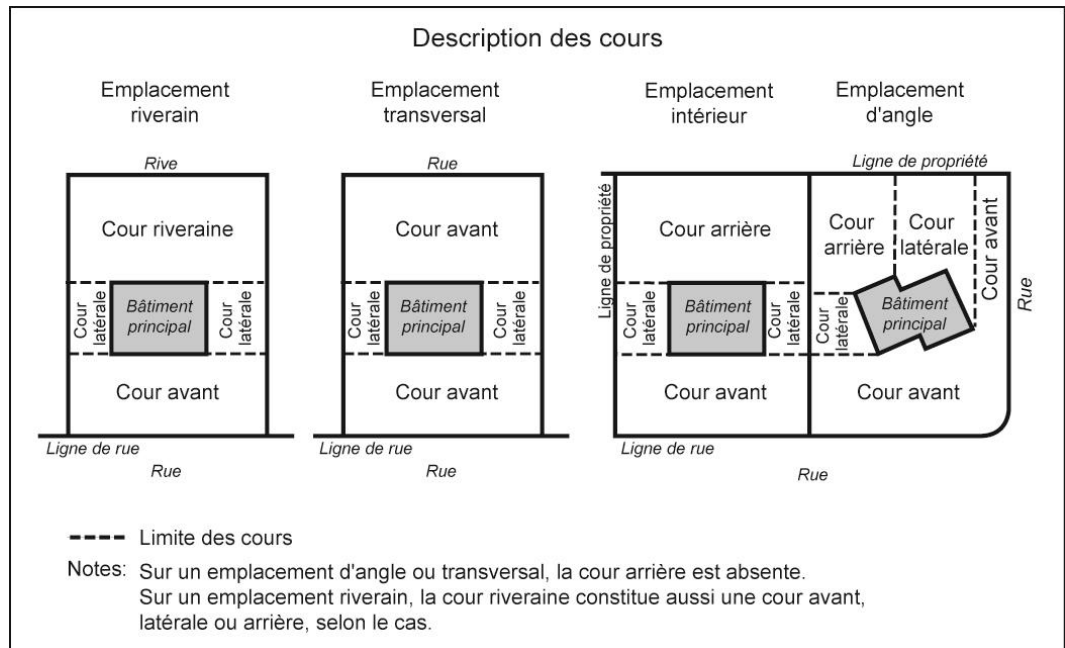 Description des cours
Emplacement
riverain
Rive
Cour riveraine
Cour
latérale
Bâtiment
principal
Cour
latérale
Cour avant
Ligne de rue
Rue
Emplacement
transversal
Rue
Cour avant
Cour
latérale
Bâtiment
principal
Cour
latérale
Cour avant
Ligne de rue
Rue
Emplacement
intérieur
Ligne de propriété
Cour arrière
Cour
latérale
Bâtiment
principal
Cour
latérale
Cour avant
Ligne de rue
Emplacement
d'angle
Ligne de propriété
Cour
arrière
Cour
latérale
Cour avant
Rue
Cour
latérale
Bâtiment
principal
Cour avant
Rue
Limite des cours
Notes: Sur un emplacement d'angle ou transversal, la cour arrière est absente.
Sur un emplacement riverain, la cour riveraine constitue aussi une cour avant,
latérale ou arrière, selon le cas.